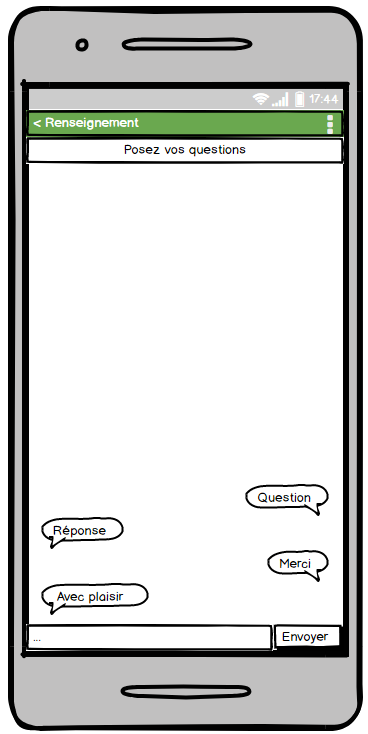 17:44
< Renseignement
Posez vos questions
Question
Réponse
Merci
Avec plaisir
...
Envoyer